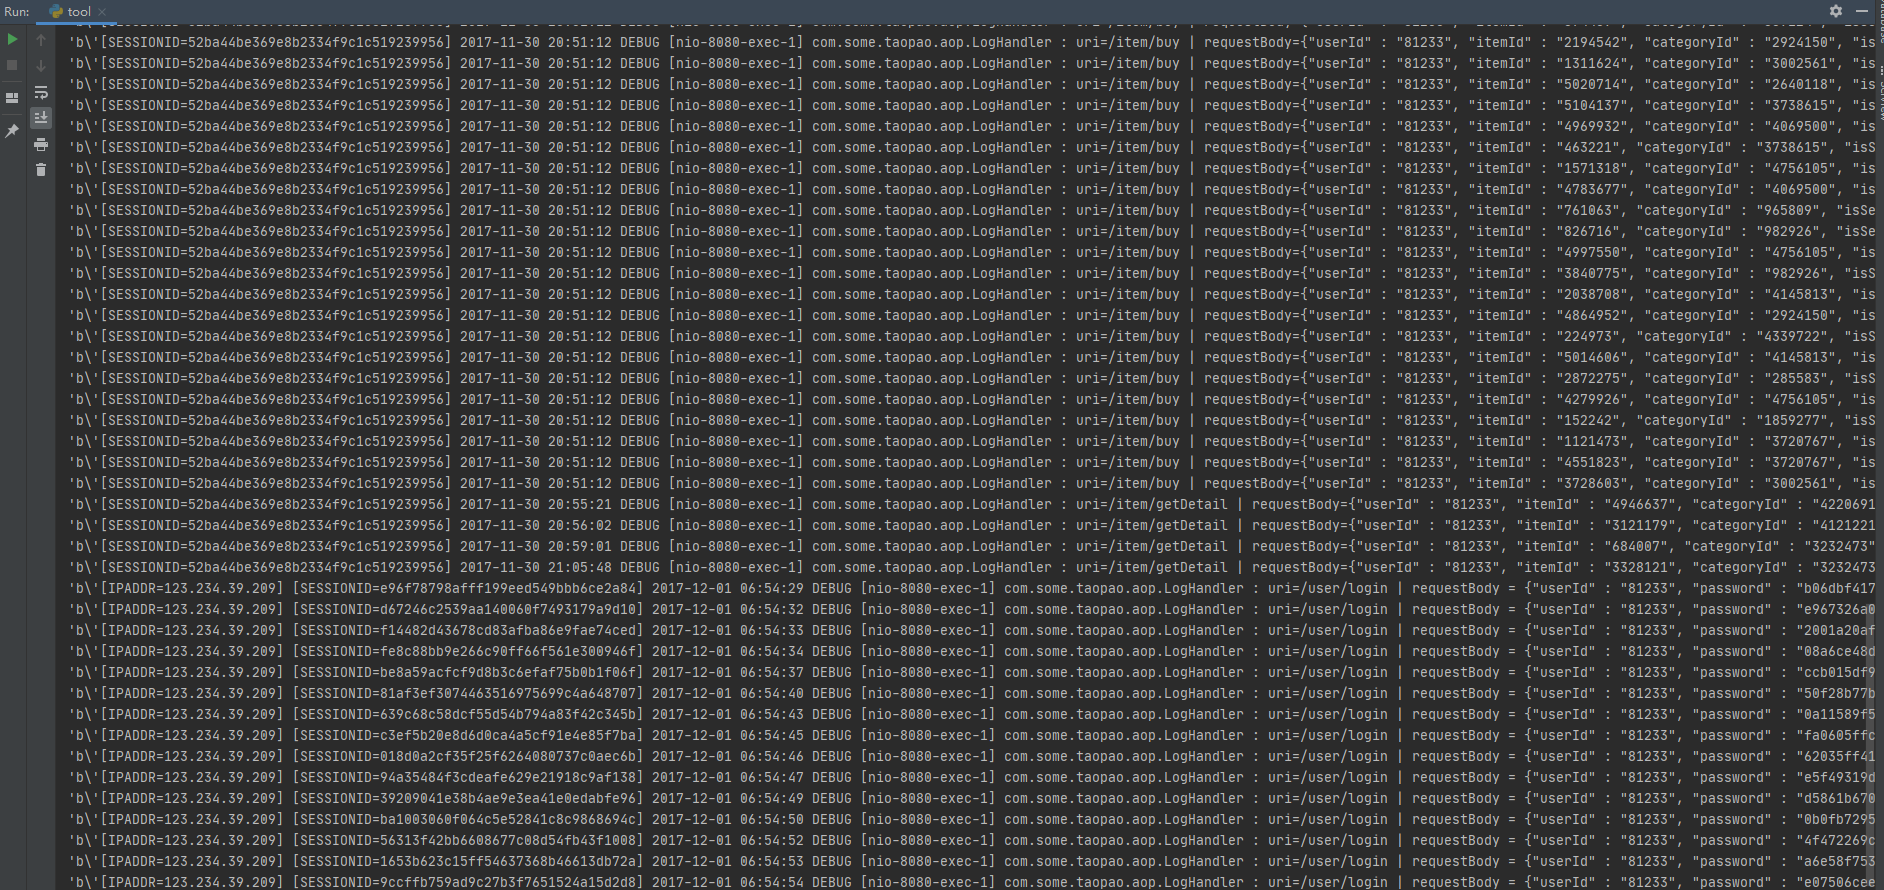 Run: tool
'b\'[SESSIONID=52ba44be369e8b2334f9c1c519239956] 2017-11-30 20:51:12 DEBUG [nio-8080-exec-1] com.some.taopao.aop.LogHandler : uri=/item/buy | requestBody={"userId" : "81233", "itemId" : "2194542", "categoryId" : "2924150", "is
'b\'[SESSIONID=52ba44be369e8b2334f9c1c519239956] 2017-11-30 20:51:12 DEBUG [nio-8080-exec-1] com.some.taopao.aop.LogHandler : uri=/item/buy | requestBody={"userId" : "81233", "itemId" : "1311624", "categoryId" : "3002561", "is
'b\'[SESSIONID=52ba44be369e8b2334f9c1c519239956] 2017-11-30 20:51:12 DEBUG [nio-8080-exec-1] com.some.taopao.aop.LogHandler : uri=/item/buy | requestBody={"userId" : "81233", "itemId" : "5020714", "categoryId" : "2640118", "is
'b\'[SESSIONID=52ba44be369e8b2334f9c1c519239956] 2017-11-30 20:51:12 DEBUG [nio-8080-exec-1] com.some.taopao.aop.LogHandler : uri=/item/buy | requestBody={"userId" : "81233", "itemId" : "5104137", "categoryId" : "3738615", "is
'b\'[SESSIONID=52ba44be369e8b2334f9c1c519239956] 2017-11-30 20:51:12 DEBUG [nio-8080-exec-1] com.some.taopao.aop.LogHandler : uri=/item/buy | requestBody={"userId" : "81233", "itemId" : "4969932", "categoryId" : "4069500", "is
'b\'[SESSIONID=52ba44be369e8b2334f9c1c519239956] 2017-11-30 20:51:12 DEBUG [nio-8080-exec-1] com.some.taopao.aop.LogHandler : uri=/item/buy | requestBody={"userId" : "81233", "itemId" : "463221", "categoryId" : "3738615", "isS
'b\'[SESSIONID=52ba44be369e8b2334f9c1c519239956] 2017-11-30 20:51:12 DEBUG [nio-8080-exec-1] com.some.taopao.aop.LogHandler : uri=/item/buy | requestBody={"userId" : "81233", "itemId" : "1571318", "categoryId" : "4756105", "is
'b\'[SESSIONID=52ba44be369e8b2334f9c1c519239956] 2017-11-30 20:51:12 DEBUG [nio-8080-exec-1] com.some.taopao.aop.LogHandler : uri=/item/buy | requestBody={"userId" : "81233", "itemId" : "4783677", "categoryId" : "4069500", "is
'b\'[SESSIONID=52ba44be369e8b2334f9c1c519239956] 2017-11-30 20:51:12 DEBUG [nio-8080-exec-1] com.some.taopao.aop.LogHandler : uri=/item/buy | requestBody={"userId" : "81233", "itemId" : "761063", "categoryId" : "965809", "isSe
'b\'[SESSIONID=52ba44be369e8b2334f9c1c519239956] 2017-11-30 20:51:12 DEBUG [nio-8080-exec-1] com.some.taopao.aop.LogHandler : uri=/item/buy | requestBody={"userId" : "81233", "itemId" : "826716", "categoryId" : "982926", "isSe
'b\'[SESSIONID=52ba44be369e8b2334f9c1c519239956] 2017-11-30 20:51:12 DEBUG [nio-8080-exec-1] com.some.taopao.aop.LogHandler : uri=/item/buy | requestBody={"userId" : "81233", "itemId" : "4997550", "categoryId" : "4756105", "is
'b\'[SESSIONID=52ba44be369e8b2334f9c1c519239956] 2017-11-30 20:51:12 DEBUG [nio-8080-exec-1] com.some.taopao.aop.LogHandler : uri=/item/buy | requestBody={"userId" : "81233", "itemId" : "3840775", "categoryId" : "982926", "isS
'b\'[SESSIONID=52ba44be369e8b2334f9c1c519239956] 2017-11-30 20:51:12 DEBUG [nio-8080-exec-1] com.some.taopao.aop.LogHandler : uri=/item/buy | requestBody={"userId" : "81233", "itemId" : "2038708", "categoryId" : "4145813", "is
'b\'[SESSIONID=52ba44be369e8b2334f9c1c519239956] 2017-11-30 20:51:12 DEBUG [nio-8080-exec-1] com.some.taopao.aop.LogHandler : uri=/item/buy | requestBody={"userId" : "81233", "itemId" : "4864952", "categoryId" : "2924150", "is
'b\'[SESSIONID=52ba44be369e8b2334f9c1c519239956] 2017-11-30 20:51:12 DEBUG [nio-8080-exec-1] com.some.taopao.aop.LogHandler : uri=/item/buy | requestBody={"userId" : "81233", "itemId" : "224973", "categoryId" : "4339722", "isS
'b\'[SESSIONID=52ba44be369e8b2334f9c1c519239956] 2017-11-30 20:51:12 DEBUG [nio-8080-exec-1] com.some.taopao.aop.LogHandler : uri=/item/buy | requestBody={"userId" : "81233", "itemId" : "5014606", "categoryId" : "4145813", "is
'b\'[SESSIONID=52ba44be369e8b2334f9c1c519239956] 2017-11-30 20:51:12 DEBUG [nio-8080-exec-1] com.some.taopao.aop.LogHandler : uri=/item/buy | requestBody={"userId" : "81233", "itemId" : "2872275", "categoryId" : "285583", "isS
'b\'[SESSIONID=52ba44be369e8b2334f9c1c519239956] 2017-11-30 20:51:12 DEBUG [nio-8080-exec-1] com.some.taopao.aop.LogHandler : uri=/item/buy | requestBody={"userId" : "81233", "itemId" : "4279926", "categoryId" : "4756105", "is
'b\'[SESSIONID=52ba44be369e8b2334f9c1c519239956] 2017-11-30 20:51:12 DEBUG [nio-8080-exec-1] com.some.taopao.aop.LogHandler : uri=/item/buy | requestBody={"userId" : "81233", "itemId" : "152242", "categoryId" : "1859277", "isS
'b\'[SESSIONID=52ba44be369e8b2334f9c1c519239956] 2017-11-30 20:51:12 DEBUG [nio-8080-exec-1] com.some.taopao.aop.LogHandler : uri=/item/buy | requestBody={"userId" : "81233", "itemId" : "1121473", "categoryId" : "3720767", "is
'b\'[SESSIONID=52ba44be369e8b2334f9c1c519239956] 2017-11-30 20:51:12 DEBUG [nio-8080-exec-1] com.some.taopao.aop.LogHandler : uri=/item/buy | requestBody={"userId" : "81233", "itemId" : "4551823", "categoryId" : "3720767", "is
'b\'[SESSIONID=52ba44be369e8b2334f9c1c519239956] 2017-11-30 20:51:12 DEBUG [nio-8080-exec-1] com.some.taopao.aop.LogHandler : uri=/item/buy | requestBody={"userId" : "81233", "itemId" : "3728603", "categoryId" : "3002561", "is
'b\'[SESSIONID=52ba44be369e8b2334f9c1c519239956] 2017-11-30 20:55:21 DEBUG [nio-8080-exec-1] com.some.taopao.aop.LogHandler : uri=/item/getDetail | requestBody={"userId" : "81233", "itemId" : "4946637", "categoryId" : "4220691
'b\'[SESSIONID=52ba44be369e8b2334f9c1c519239956] 2017-11-30 20:56:02 DEBUG [nio-8080-exec-1] com.some.taopao.aop.LogHandler : uri=/item/getDetail | requestBody={"userId" : "81233", "itemId" : "3121179", "categoryId" : "4121221
'b\'[SESSIONID=52ba44be369e8b2334f9c1c519239956] 2017-11-30 20:59:01 DEBUG [nio-8080-exec-1] com.some.taopao.aop.LogHandler : uri=/item/getDetail | requestBody={"userId" : "81233", "itemId" : "684007", "categoryId" : "3232473"
'b\'[SESSIONID=52ba44be369e8b2334f9c1c519239956] 2017-11-30 21:05:48 DEBUG [nio-8080-exec-1] com.some.taopao.aop.LogHandler : uri=/item/getDetail | requestBody={"userId" : "81233", "itemId" : "3328121", "categoryId" : "3232473
'b\'[IPADDR=123.234.39.209] [SESSIONID=e96f78798afff199eed549bbb6ce2a84] 2017-12-01 06:54:29 DEBUG [nio-8080-exec-1] com.some.taopao.aop.LogHandler : uri=/user/login | requestBody = {"userId" : "81233", "password" : "b06dbf417
'b\'[IPADDR=123.234.39.209] [SESSIONID=d67246c2539aa140060f7493179a9d10] 2017-12-01 06:54:32 DEBUG [nio-8080-exec-1] com.some.taopao.aop.LogHandler : uri=/user/login | requestBody = {"userId" : "81233", "password" : "e967326a0
'b\'[IPADDR=123.234.39.209] [SESSIONID=f14482d43678cd83afba86e9fae74ced] 2017-12-01 06:54:33 DEBUG [nio-8080-exec-1] com.some.taopao.aop.LogHandler : uri=/user/login | requestBody = {"userId" : "81233", "password" : "2001a20af
'b\'[IPADDR=123.234.39.209] [SESSIONID=fe8c88bb9e266c90ff66f561e300946f] 2017-12-01 06:54:34 DEBUG [nio-8080-exec-1] com.some.taopao.aop.LogHandler : uri=/user/login | requestBody = {"userId" : "81233", "password" : "08a6ce48d
'b\'[IPADDR=123.234.39.209] [SESSIONID=be8a59acfcf9d8b3c6efaf75b0b1f06f] 2017-12-01 06:54:37 DEBUG [nio-8080-exec-1] com.some.taopao.aop.LogHandler : uri=/user/login | requestBody = {"userId" : "81233", "password" : "ccb015df9
'b\'[IPADDR=123.234.39.209] [SESSIONID=81af3ef3074463516975699c4a648707] 2017-12-01 06:54:40 DEBUG [nio-8080-exec-1] com.some.taopao.aop.LogHandler : uri=/user/login | requestBody = {"userId" : "81233", "password" : "50f28b77b
'b\'[IPADDR=123.234.39.209] [SESSIONID=639c68c58dcf55d54b794a83f42c345b] 2017-12-01 06:54:43 DEBUG [nio-8080-exec-1] com.some.taopao.aop.LogHandler : uri=/user/login | requestBody = {"userId" : "81233", "password" : "0a11589f5
'b\'[IPADDR=123.234.39.209] [SESSIONID=c3ef5b20e8d6d0ca4a5cf91e4e85f7ba] 2017-12-01 06:54:45 DEBUG [nio-8080-exec-1] com.some.taopao.aop.LogHandler : uri=/user/login | requestBody = {"userId" : "81233", "password" : "fa0605ffc
'b\'[IPADDR=123.234.39.209] [SESSIONID=018d0a2cf35f25f6264080737c0aec6b] 2017-12-01 06:54:46 DEBUG [nio-8080-exec-1] com.some.taopao.aop.LogHandler : uri=/user/login | requestBody = {"userId" : "81233", "password" : "62035ff41
'b\'[IPADDR=123.234.39.209] [SESSIONID=94a35484f3cdeafe629e21918c9af138] 2017-12-01 06:54:47 DEBUG [nio-8080-exec-1] com.some.taopao.aop.LogHandler : uri=/user/login | requestBody = {"userId" : "81233", "password" : "e5f49319d
'b\'[IPADDR=123.234.39.209] [SESSIONID=39209041e38b4ae9e3ea41e0edabfe96] 2017-12-01 06:54:49 DEBUG [nio-8080-exec-1] com.some.taopao.aop.LogHandler : uri=/user/login | requestBody = {"userId" : "81233", "password" : "d5861b670
'b\'[IPADDR=123.234.39.209] [SESSIONID=ba1003060f064c5e52841c8c9868694c] 2017-12-01 06:54:50 DEBUG [nio-8080-exec-1] com.some.taopao.aop.LogHandler : uri=/user/login | requestBody = {"userId" : "81233", "password" : "0b0fb7295
'b\'[IPADDR=123.234.39.209] [SESSIONID=56313f42bb6608677c08d54fb43f1008] 2017-12-01 06:54:52 DEBUG [nio-8080-exec-1] com.some.taopao.aop.LogHandler : uri=/user/login | requestBody = {"userId" : "81233", "password" : "4f472269c
'b\'[IPADDR=123.234.39.209] [SESSIONID=1653b623c15ff54637368b46613db72a] 2017-12-01 06:54:53 DEBUG [nio-8080-exec-1] com.some.taopao.aop.LogHandler : uri=/user/login | requestBody = {"userId" : "81233", "password" : "a6e58f753
'b\'[IPADDR=123.234.39.209] [SESSIONID=9ccffb759ad9c27b3f7651524a15d2d8] 2017-12-01 06:54:54 DEBUG [nio-8080-exec-1] com.some.taopao.aop.LogHandler : uri=/user/login | requestBody = {"userId" : "81233", "password" : "e07506cee